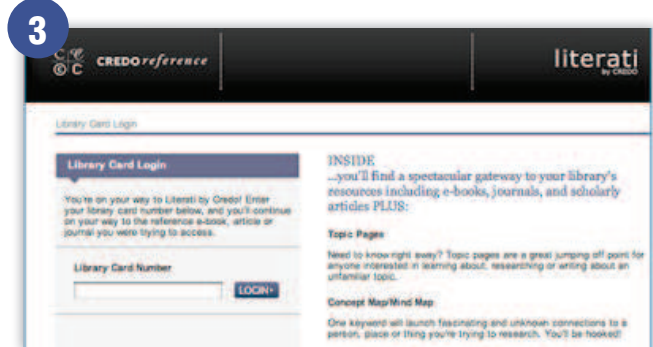 3
CREDO reference
literati
by CREDO
Library Card Login
Library Card Login
You're on your way to Literati by Credo! Enter
your library card number below, and you'll continue
on your way to the reference e-book, article or
journal you were trying to access.
Library Card Number
LOGIN
INSIDE
...you'll find a spectacular gateway to your library's
resources including e-books, journals, and scholarly
articles PLUS:
Topic Pages
Need to know right away? Topic pages are a great jumping off point for
anyone interested in learning about, researching or writing about an
unfamiliar topic.
Concept Map/Mind Map
One keyword will launch fascinating and unknown connections to a
person, place or thing you're trying to research. You'll be hooked!